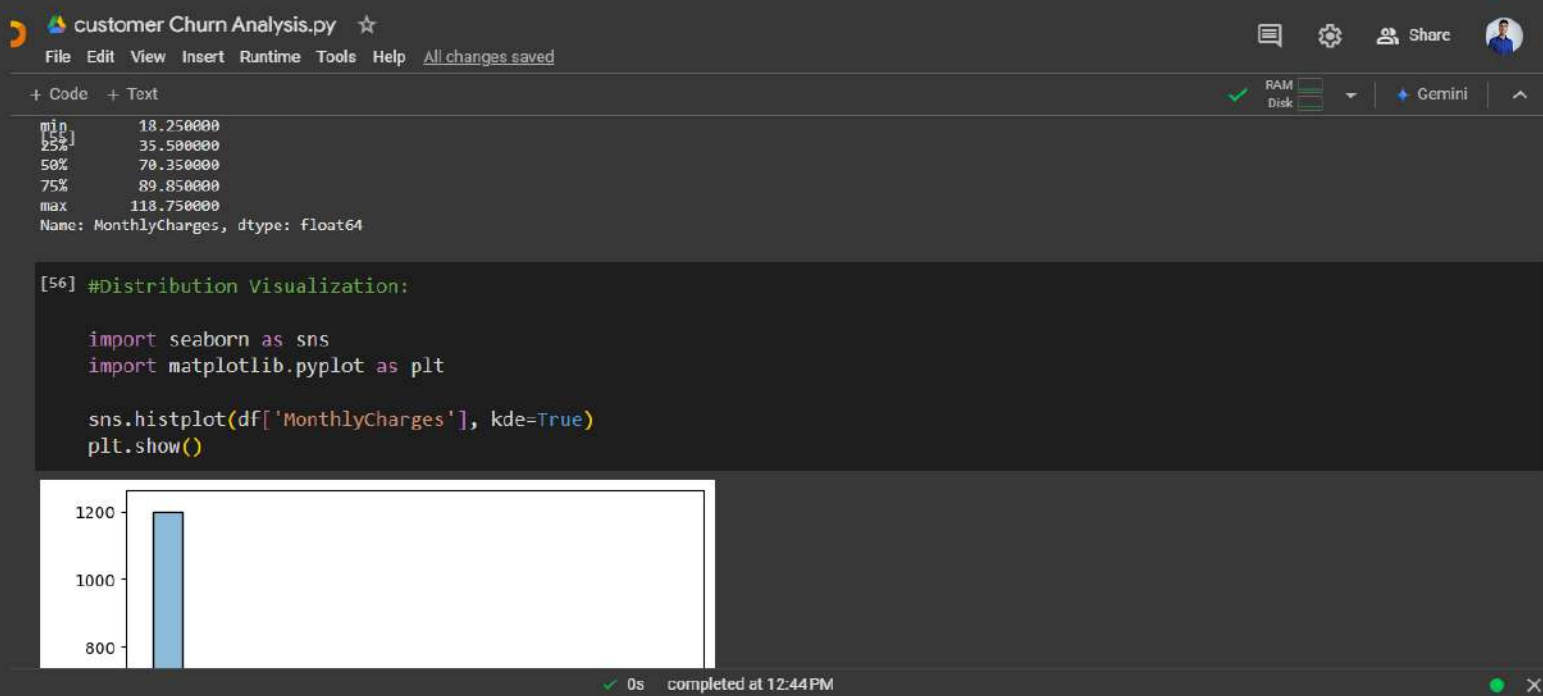 customer Churn Analysis.py
Share
File Edit View Insert Runtime Tools Help All changes saved
+ Code + Text
RAM
Disk
Gemini
min 18.250000
[55]
25% 35.500000
50% 70.350000
75% 89.850000
max 118.750000
Name: MonthlyCharges, dtype: float64
[56] #Distribution Visualization:
import seaborn as sns
import matplotlib.pyplot as plt
sns.histplot(df['MonthlyCharges'], kde=True)
plt.show()
1200
1000
800
0s completed at 12:44 PM